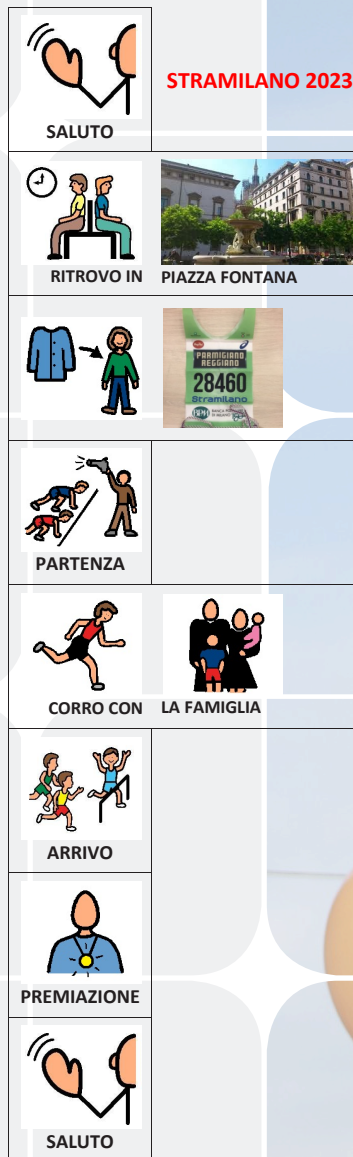 STRAMILANO 2023
SALUTO
RITROVO IN PIAZZA FONTANA
PARMIGIANO
REGGIANO
28460
Stramilano
BPM
PARTENZA
CORRO CON LA FAMIGLIA
ARRIVO
PREMIAZIONE
SALUTO